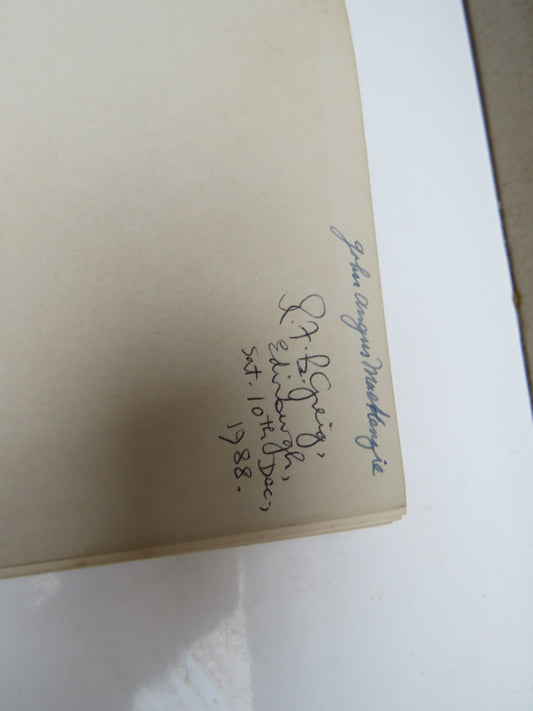 John Angus MacKenzie
J. F. B. Greig,
Edinburgh,
Sat. 10th Dec.,
1988.